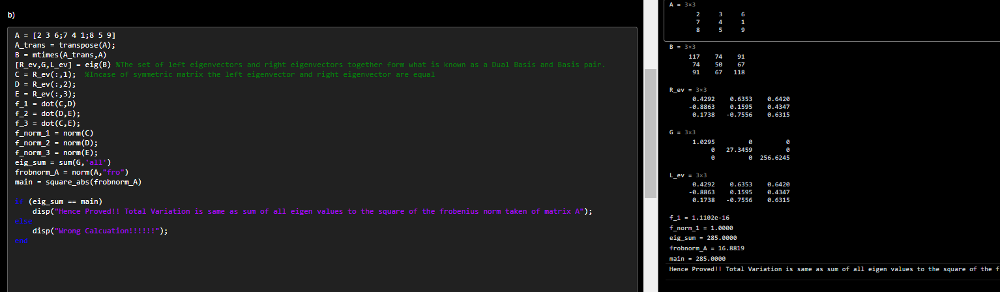 b)
A = [2 3 6;7 4 1;8 5 9]
A_trans = transpose(A);
B = mtimes(A_trans,A)
[R_ev,G,L_ev] = eig(B) %The set of left eigenvectors and right eigenvectors together form what is known as a Dual Basis and Basis pair.
C = R_ev(:,1);  %Incase of symmetric matrix the left eigenvector and right eigenvector are equal
D = R_ev(:,2);
E = R_ev(:,3);
f_1 = dot(C,D)
f_2 = dot(D,E);
f_3 = dot(C,E);
f_norm_1 = norm(C)
f_norm_2 = norm(D);
f_norm_3 = norm(E);
eig_sum = sum(G,'all')
frobnorm_A = norm(A,"fro")
main = square_abs(frobnorm_A)
if (eig_sum == main)
disp("Hence Proved!! Total Variation is same as sum of all eigen values to the square of the frobenius norm taken of matrix A");
else
disp("Wrong Calcuation!!!!!!");
end
A = 3×3
2 3 6
7 4 1
8 5 9
B = 3×3
117 74 91
74 50 67
91 67 118
R_ev = 3×3
0.4292 0.6353 0.6420
-0.8863 0.1595 0.4347
0.1738 -0.7556 0.6315
G = 3×3
1.0295 0 0
0 27.3459 0
0 0 256.6245
L_ev = 3×3
0.4292 0.6353 0.6420
-0.8863 0.1595 0.4347
0.1738 -0.7556 0.6315
f_1 = 1.1102e-16
f_norm_1 = 1.0000
eig_sum = 285.0000
frobnorm_A = 16.8819
main = 285.0000
Hence Proved!! Total Variation is same as sum of all eigen values to the square of the f